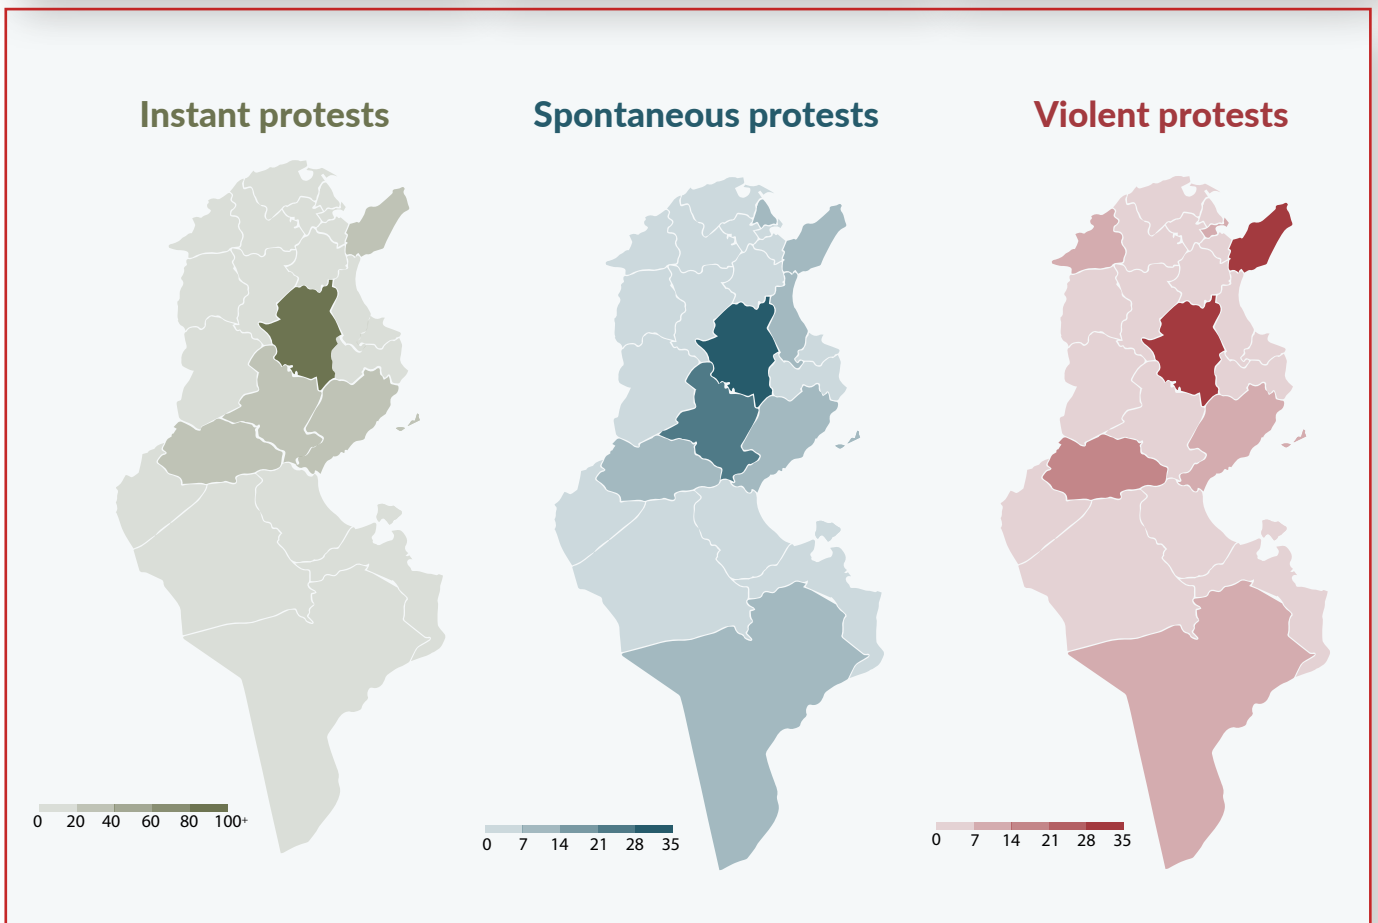 Instant protests
Spontaneous protests
Violent protests
0 20 40 60 80 100+
0 7 14 21 28 35
0 7 14 21 28 35